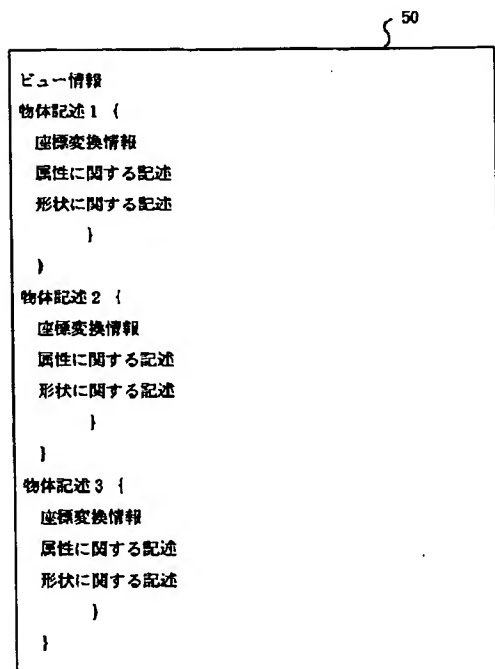 50
ビュー情報
物体記述1 {
座標変換情報
属性に関する記述
形状に関する記述
}
}
物体記述2 {
座標変換情報
属性に関する記述
形状に関する記述
}
}
物体記述3 {
座標変換情報
属性に関する記述
形状に関する記述
}
}